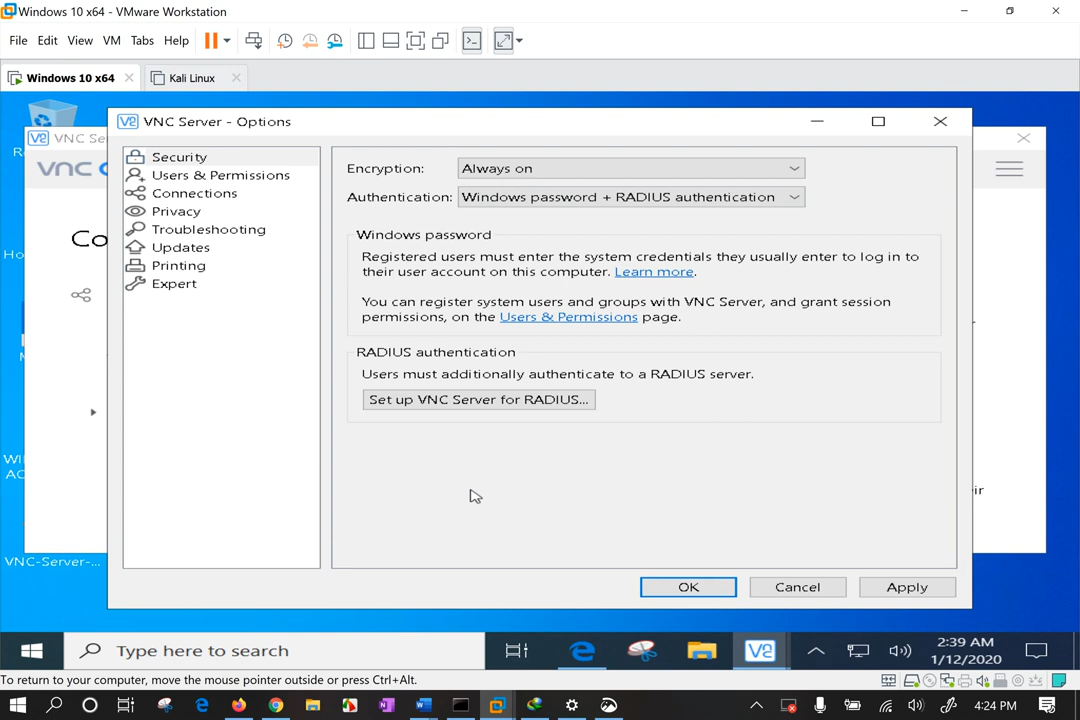 Windows 10 x64 - VMware Workstation
File Edit View VM Tabs Help
Windows 10 x64
Kali Linux
VNC Server - Options
VNC Se
VNC
Co
Security
Users & Permissions
Connections
Privacy
Troubleshooting
Updates
Printing
Expert
Encryption: Always on
Authentication: Windows password + RADIUS authentication
Windows password
Registered users must enter the system credentials they usually enter to log in to
their user account on this computer. Learn more.
You can register system users and groups with VNC Server, and grant session
permissions, on the Users & Permissions page.
RADIUS authentication
Users must additionally authenticate to a RADIUS server.
Set up VNC Server for RADIUS...
OK Cancel Apply
VNC-Server-...
Type here to search
2:39 AM
1/12/2020
To return to your computer, move the mouse pointer outside or press Ctrl+Alt.
4:24 PM